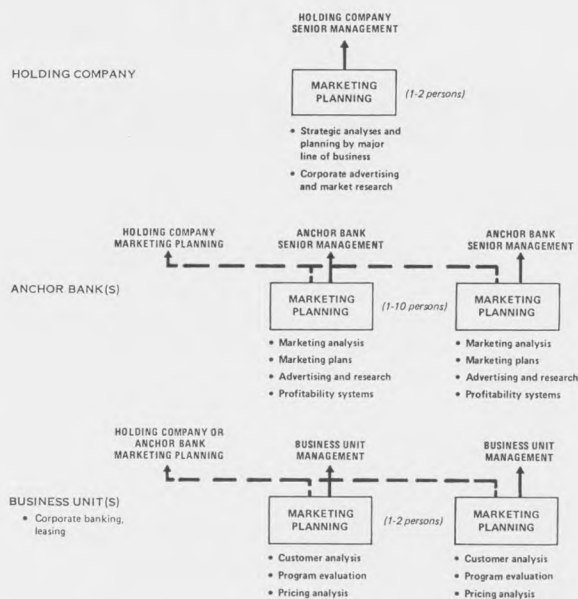 HOLDING COMPANY
SENIOR MANAGEMENT
HOLDING COMPANY
MARKETING
PLANNING
(1-2 persons)
• Strategic analyses and
planning by major
line of business
• Corporate advertising
and market research
HOLDING COMPANY
MARKETING PLANNING
ANCHOR BANK
SENIOR MANAGEMENT
ANCHOR BANK
SENIOR MANAGEMENT
ANCHOR BANK(S)
MARKETING
PLANNING
(1-10 persons)
MARKETING
PLANNING
• Marketing analysis
• Marketing plans
• Advertising and research
• Profitability systems
• Marketing analysis
• Marketing plans
• Advertising and research
• Profitability systems
HOLDING COMPANY OR
ANCHOR BANK
MARKETING PLANNING
BUSINESS UNIT
MANAGEMENT
BUSINESS UNIT
MANAGEMENT
BUSINESS UNIT(S)
• Corporate banking,
leasing
MARKETING
PLANNING
(1-2 persons)
MARKETING
PLANNING
• Customer analysis
• Program evaluation
• Pricing analysis
• Customer analysis
• Program evaluation
• Pricing analysis